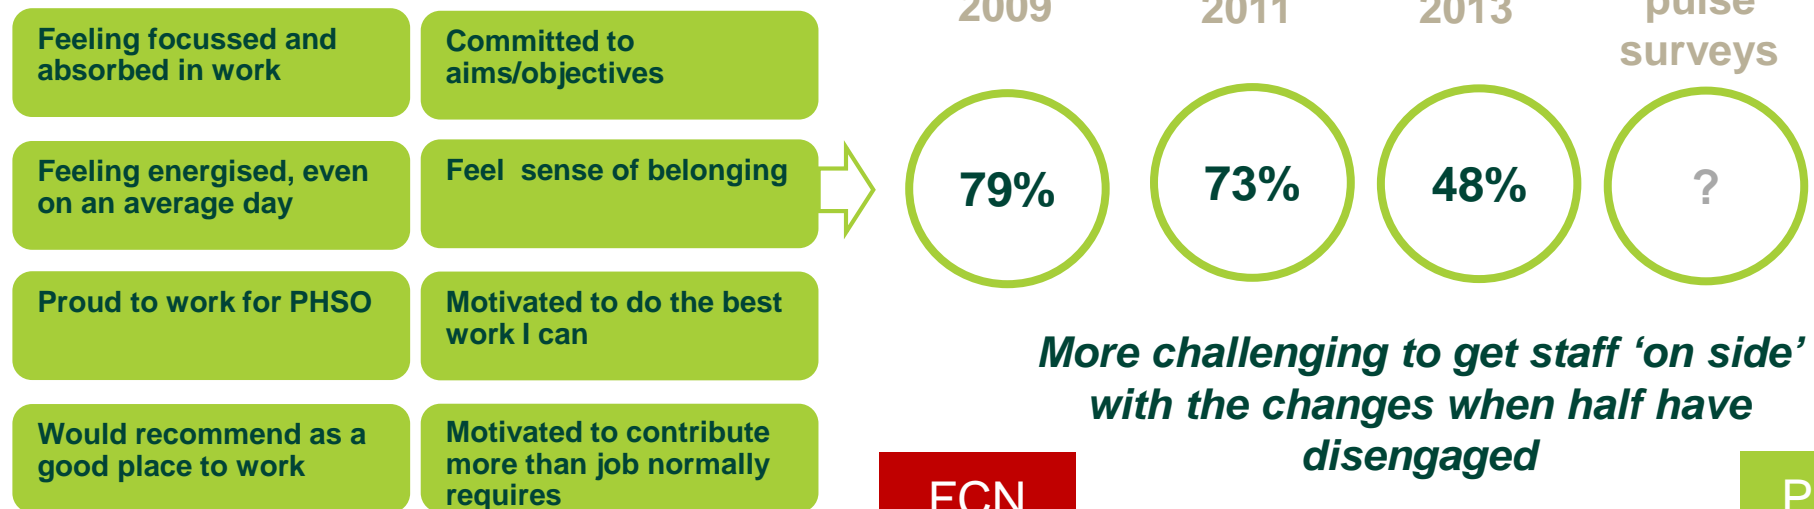 Feeling focussed and
absorbed in work
Committed to
aims/objectives
Feeling energised, even
on an average day
Feel sense of belonging
Proud to work for PHSO
Motivated to do the best
work I can
Would recommend as a
good place to work
Motivated to contribute
more than job normally
requires
2009
2011
2013
pulse
surveys
79%
73%
48%
?
More challenging to get staff ‘on side’
with the changes when half have
disengaged